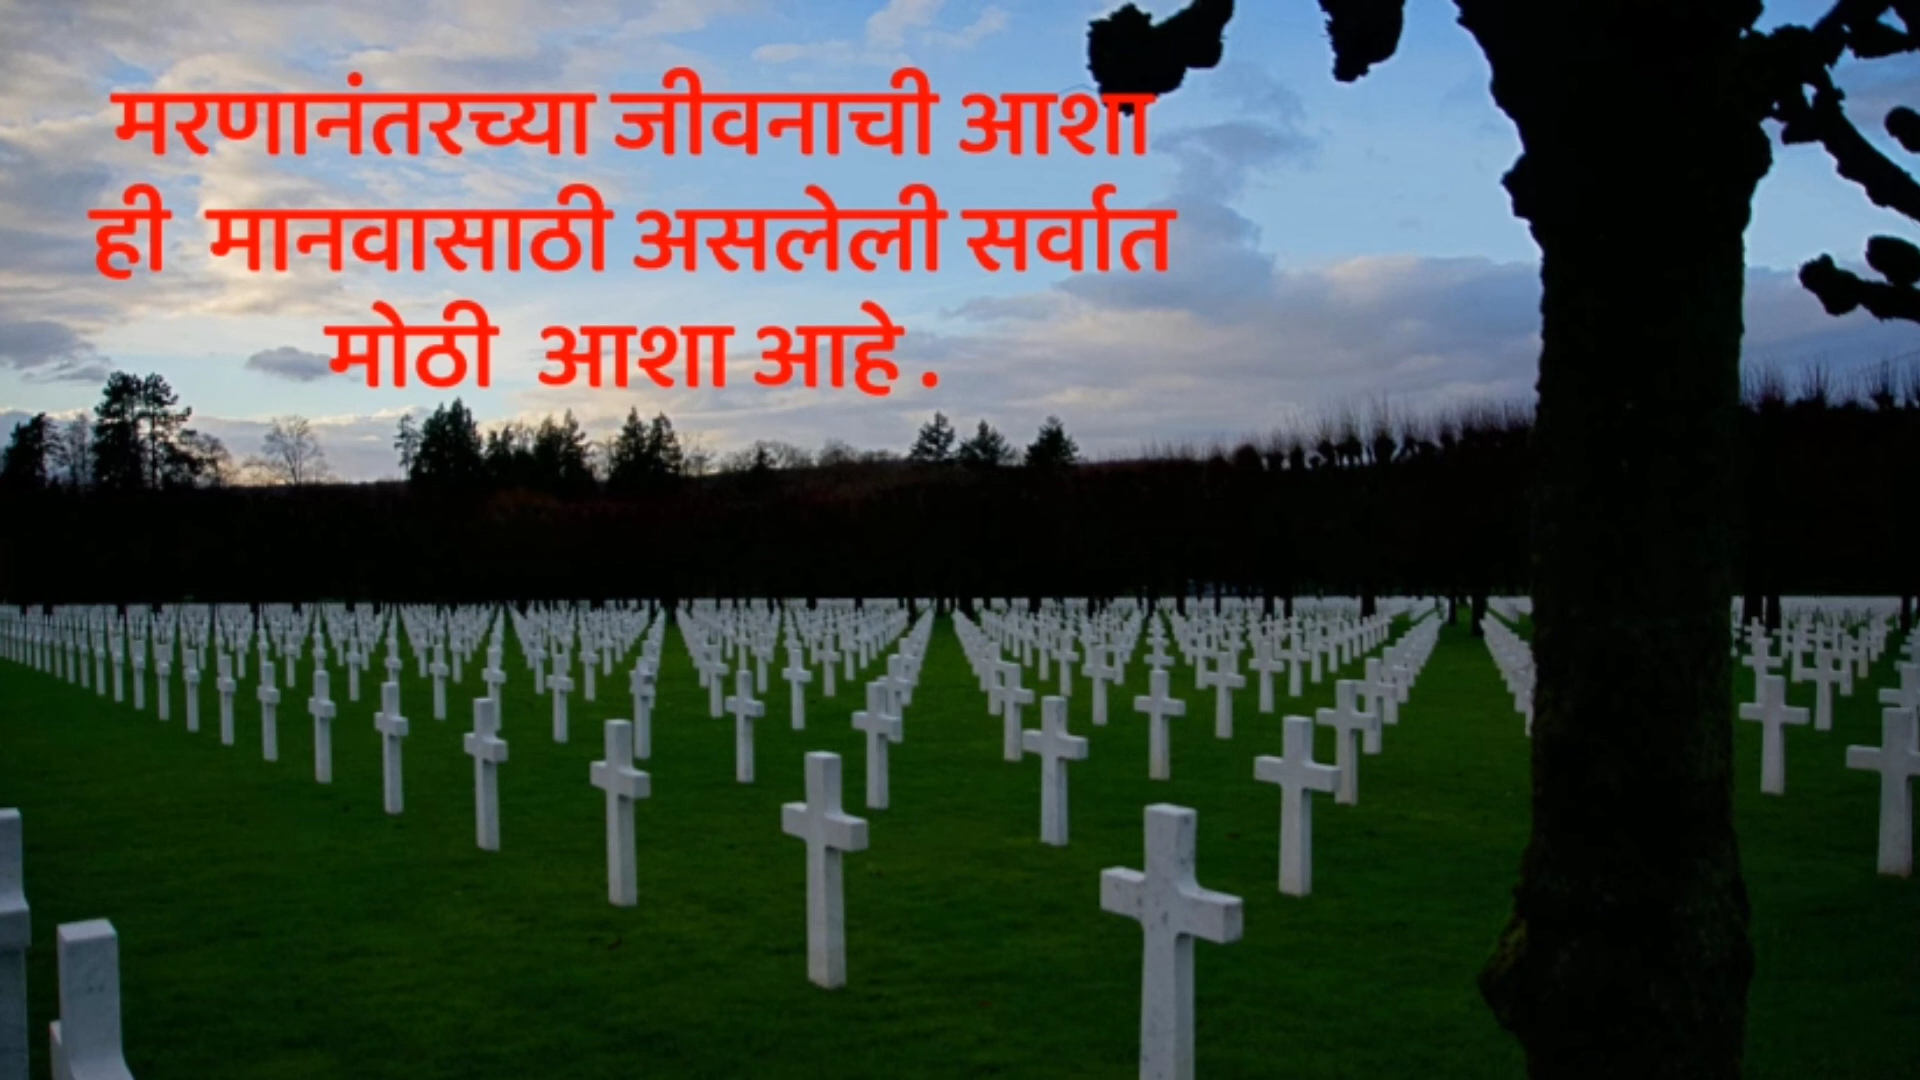 मरणानंतरच्या जीवनाची आशा
ही मानवासाठी असलेली सर्वात
मोठी आशा आहे .